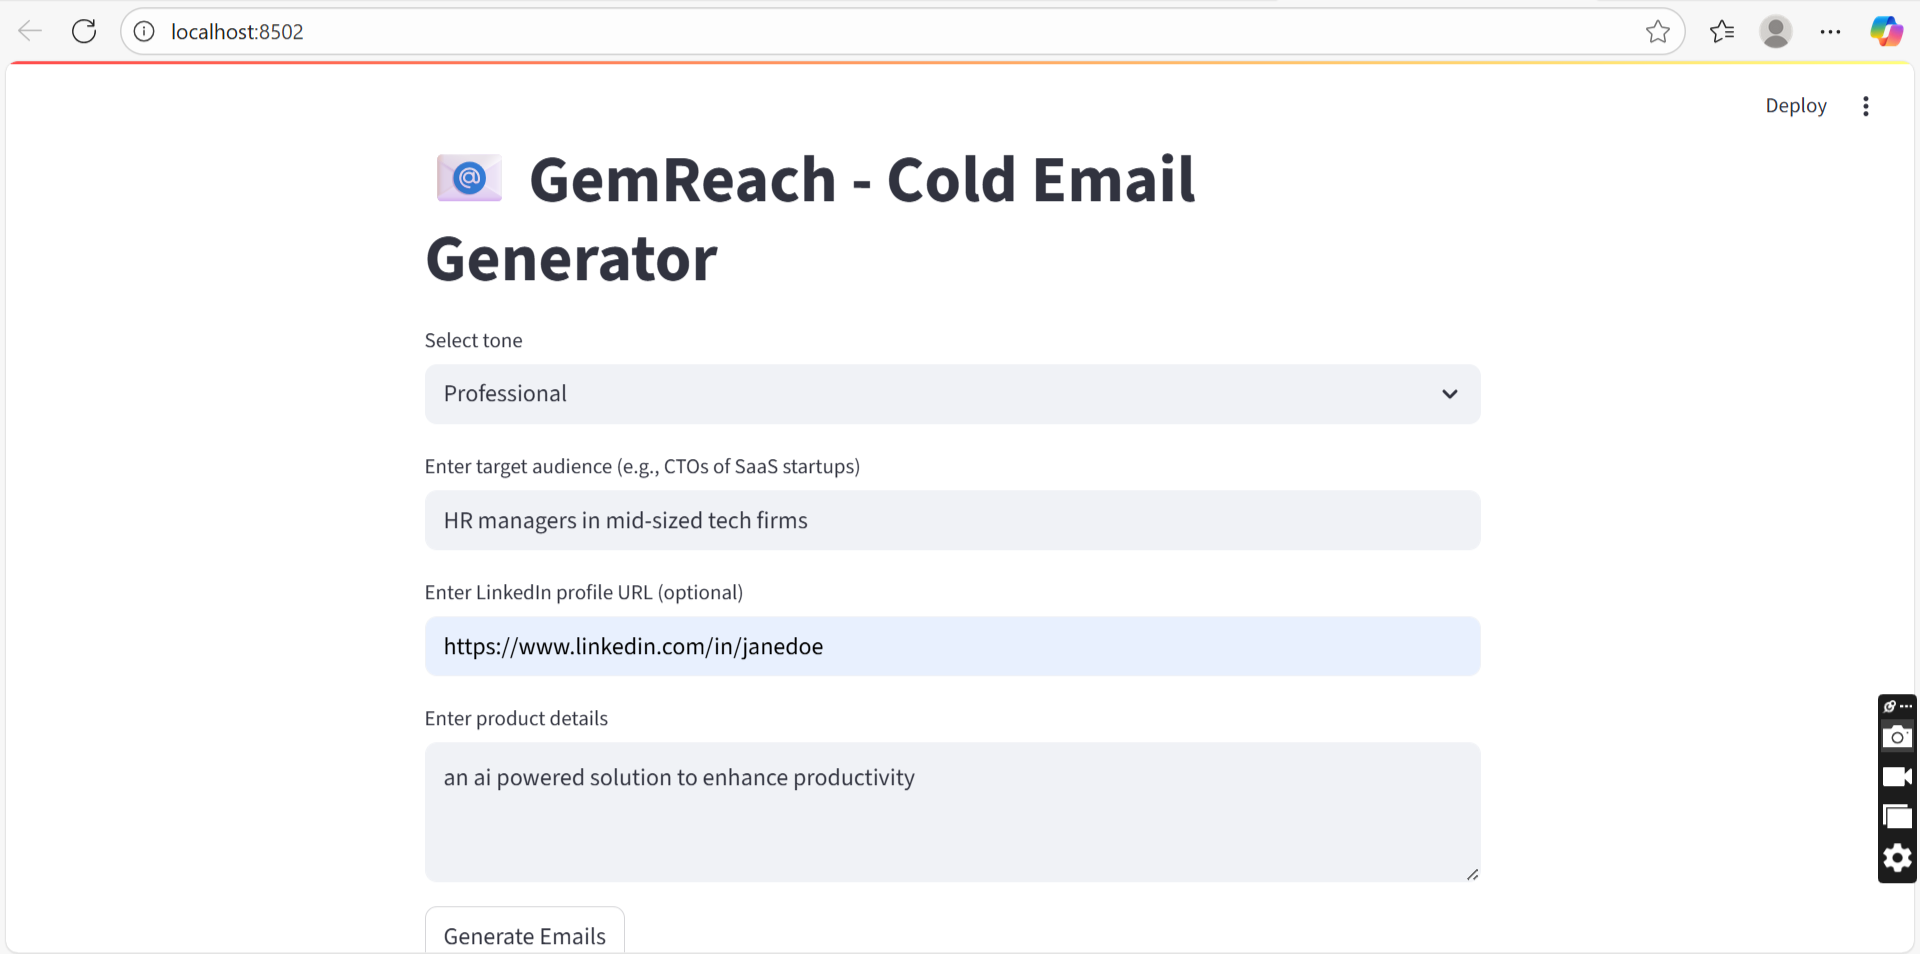 localhost:8502
Deploy
GemReach - Cold Email
Generator
Select tone
Professional
Enter target audience (e.g., CTOs of SaaS startups)
HR managers in mid-sized tech firms
Enter LinkedIn profile URL (optional)
https://www.linkedin.com/in/janedoe
Enter product details
an ai powered solution to enhance productivity
Generate Emails